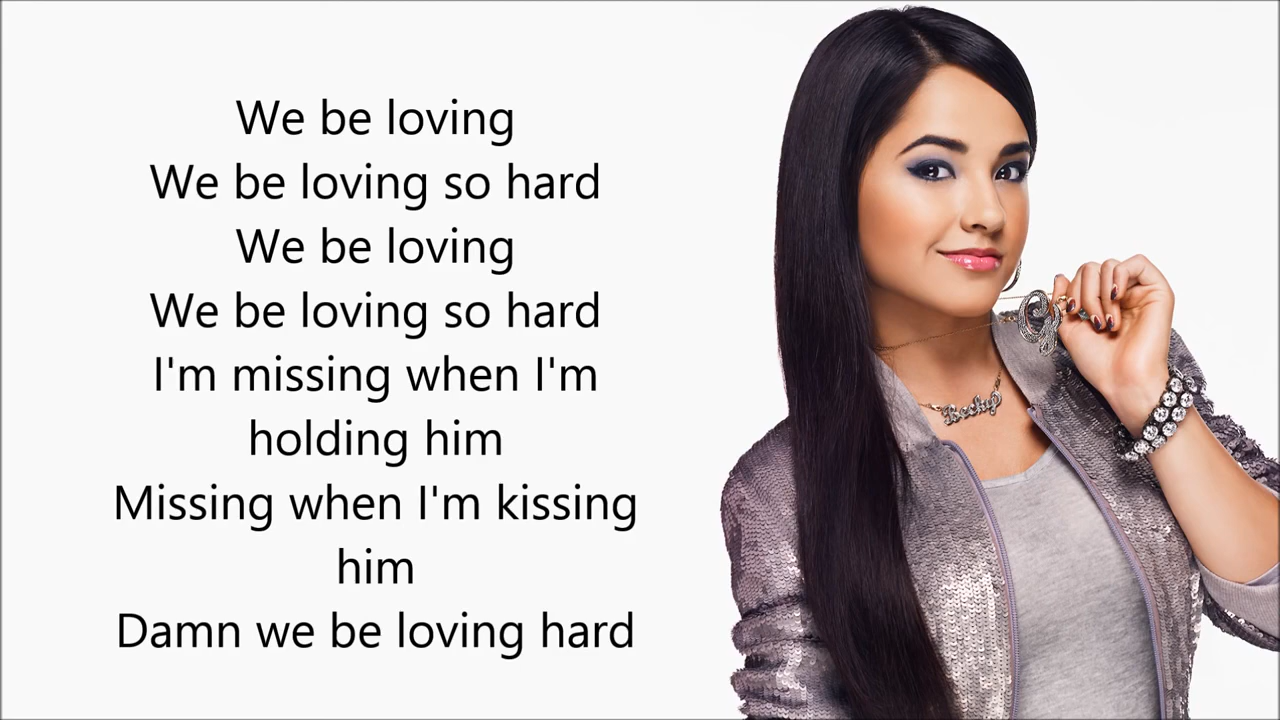 We be loving
We be loving so hard
We be loving
We be loving so hard
I'm missing when I'm
holding him
Missing when I'm kissing
him
Damn we be loving hard
Becky
G